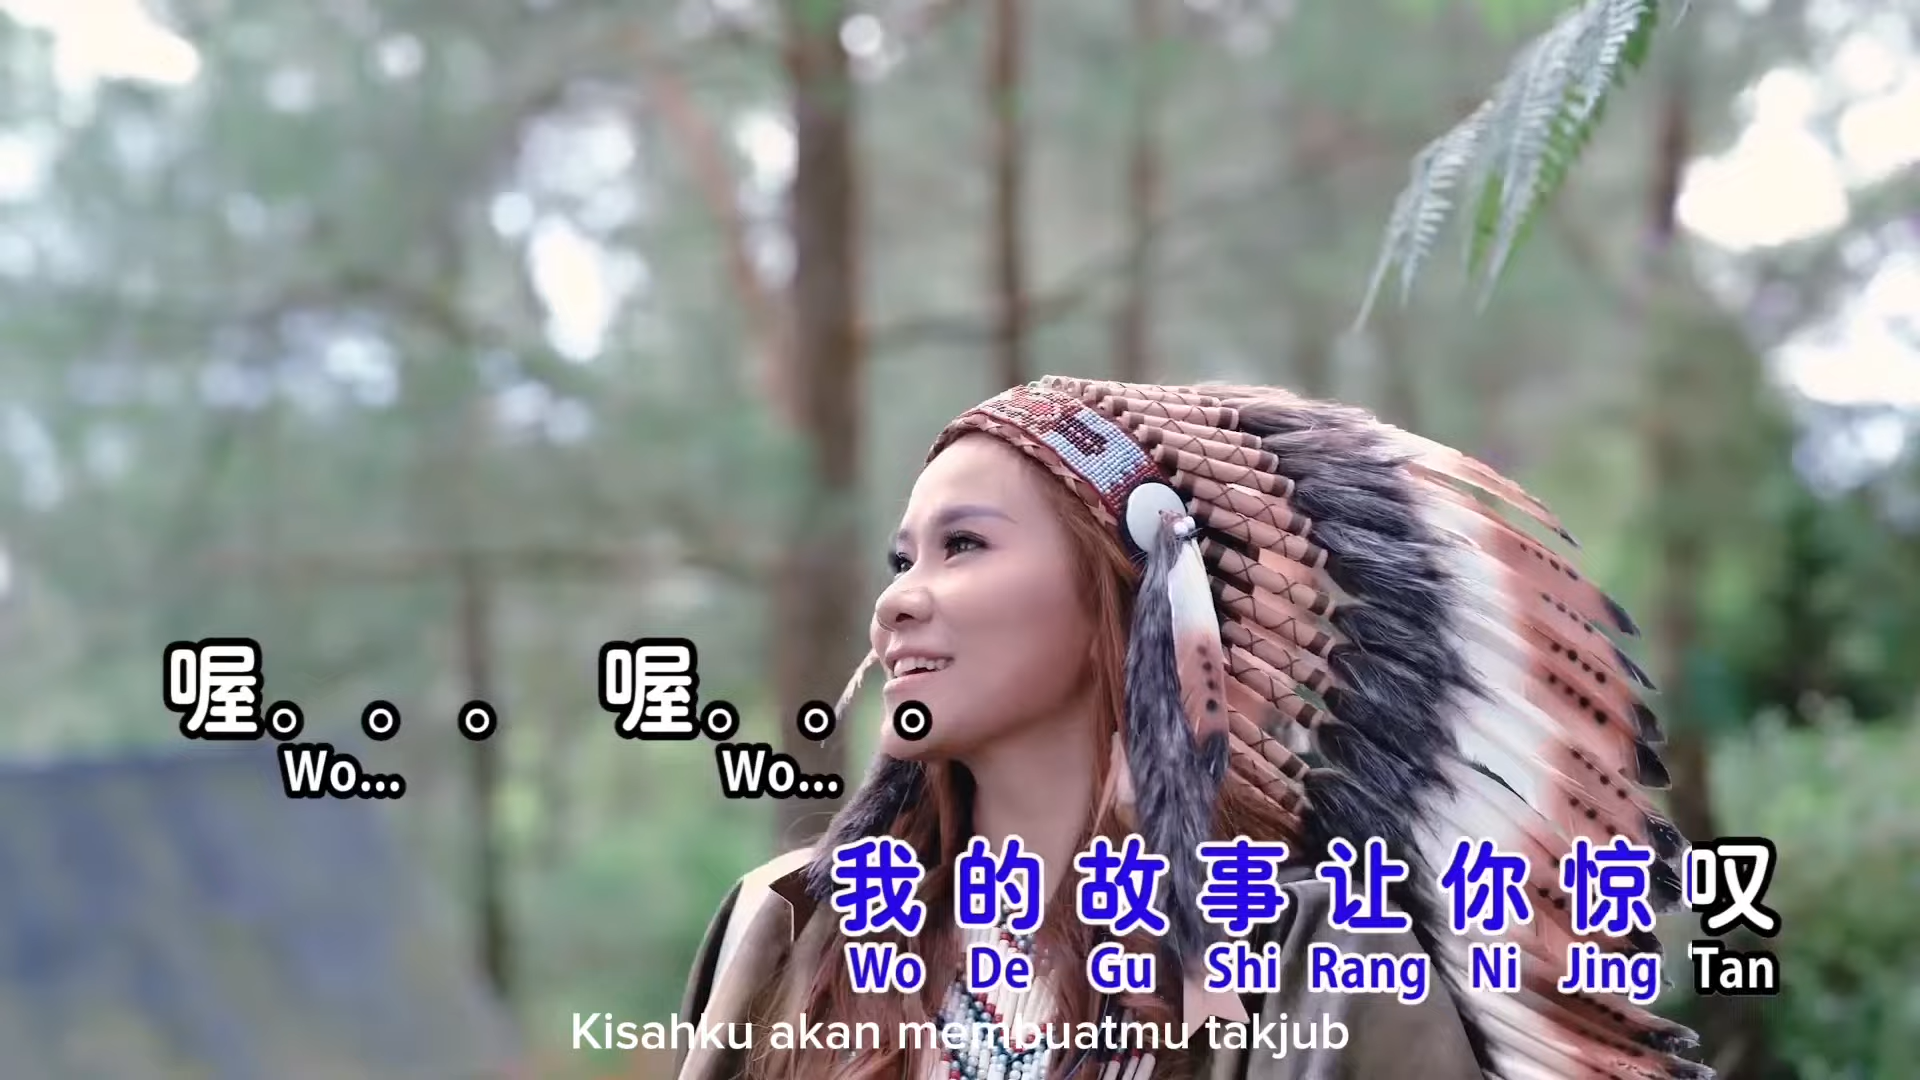 喔。。。 喔。。。
Wo... Wo...
我的故事让你惊叹
Wo De Gu Shi Rang Ni Jing Tan
Kisahku akan membuatmu takjub